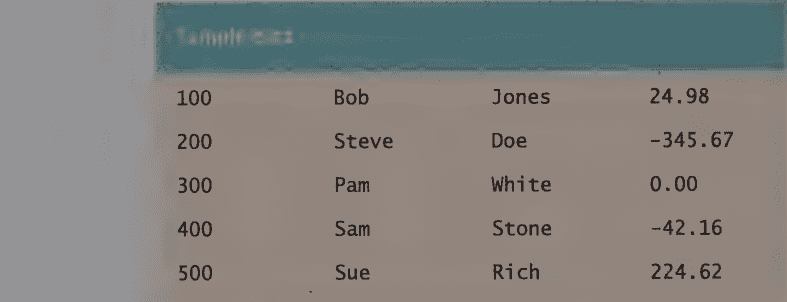 Sample
100 Bob Jones 24.98
200 Steve Doe -345.67
300 Pam White 0.00
400 Sam Stone -42.16
500 Sue Rich 224.62